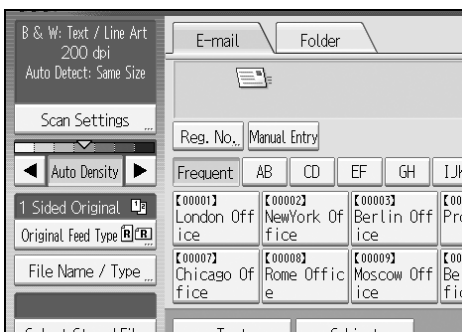 B & W: Text / Line Art
200 dpi
Auto Detect: Same Size
Scan Settings
Auto Density
1 Sided Original
Original Feed Type
File Name / Type
E-mail
Folder
Reg. No.
Manual Entry
Frequent
AB
CD
EF
GH
IJK
【00001】
London Off
ice
【00002】
NewYork Of
fice
【00003】
Berlin Off
ice
【00007】
Chicago Of
fice
【00008】
Rome Offic
e
【00009】
Moscow Off
ice